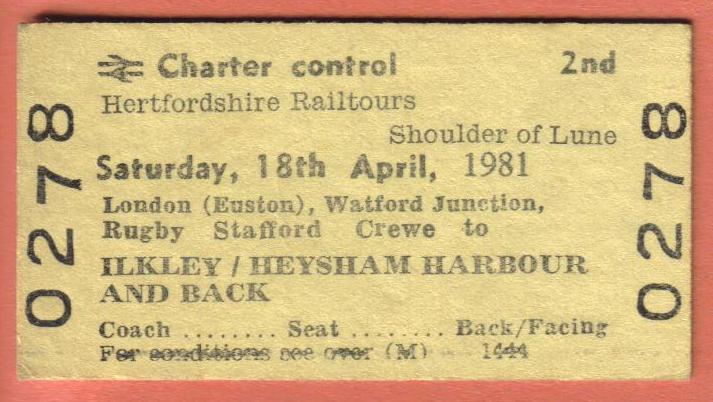 Charter control 2nd
Hertfordshire Railtours
Shoulder of Lune
Saturday, 18th April, 1981
London (Euston), Watford Junction,
Rugby Stafford Crewe to
ILKLEY / HEYSHAM HARBOUR
AND BACK
Coach ........ Seat ........ Back/Facing
For conditions see over (M) 1444
0278
0278